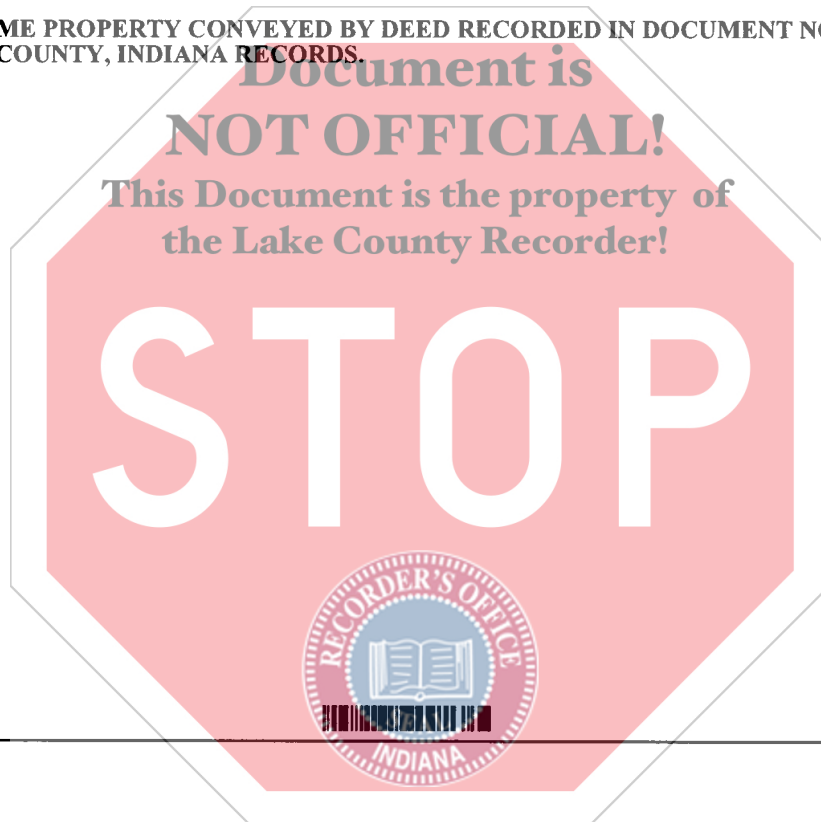 ME PROPERTY CONVEYED BY DEED RECORDED IN DOCUMENT NO
COUNTY, INDIANA RECORDS.
Document is
NOT OFFICIAL!
This Document is the property of
the Lake County Recorder!
STOP
RECORDER'S OFFICE
SEAL
INDIANA